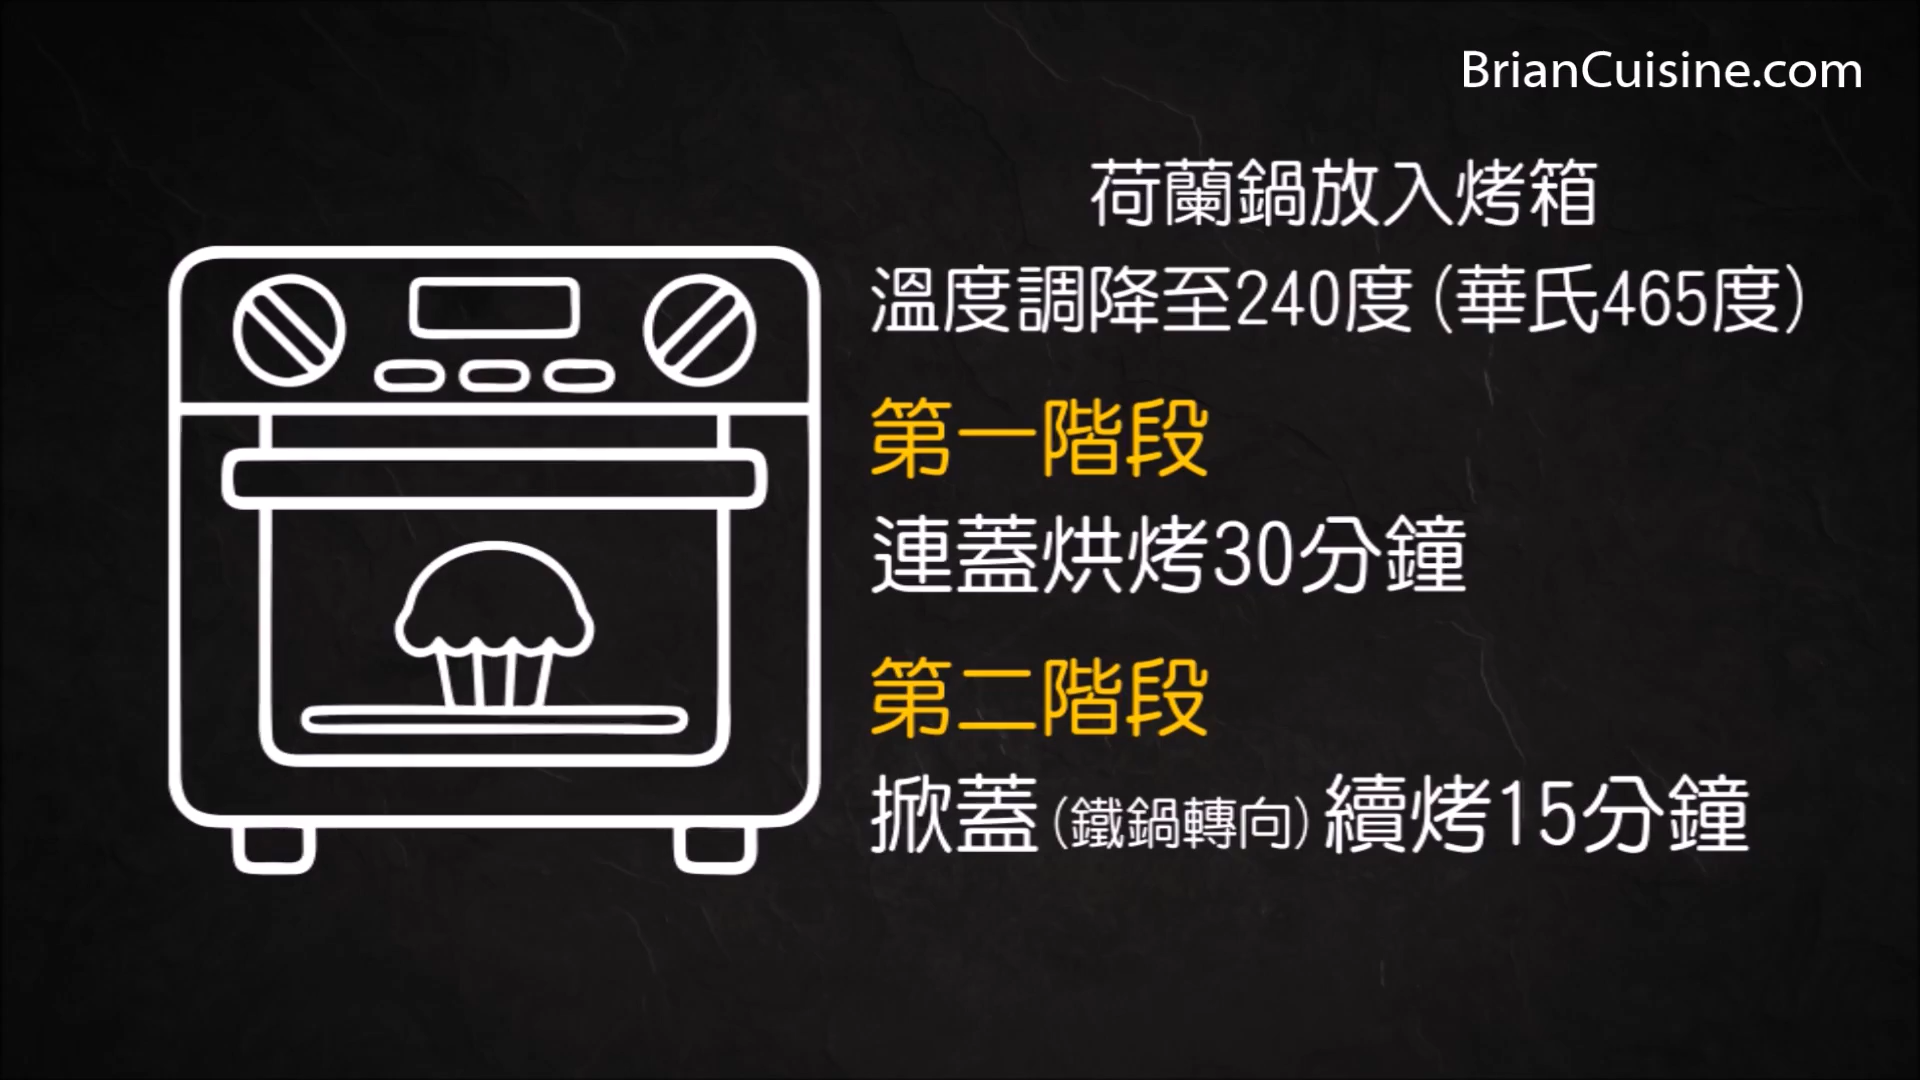 BrianCuisine.com
荷蘭鍋放入烤箱
溫度調降至240度(華氏465度)
第一階段
連蓋烘烤30分鐘
第二階段
掀蓋(鐵鍋轉向)續烤15分鐘